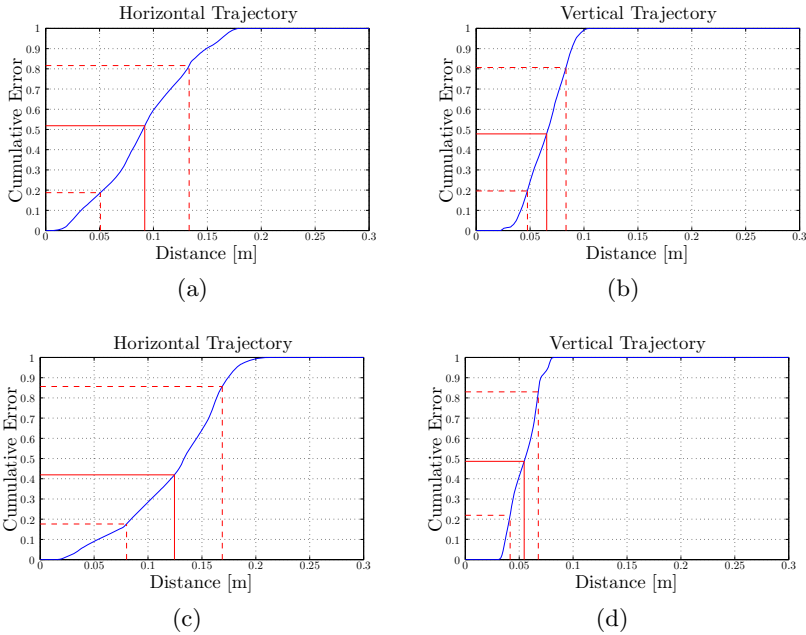 Horizontal Trajectory
Cumulative Error
1
0.9
0.8
0.7
0.6
0.5
0.4
0.3
0.2
0.1
0
0 0.05 0.1 0.15 0.2 0.25 0.3
Distance [m]
(a)
Vertical Trajectory
Cumulative Error
1
0.9
0.8
0.7
0.6
0.5
0.4
0.3
0.2
0.1
0
0 0.05 0.1 0.15 0.2 0.25 0.3
Distance [m]
(b)
Horizontal Trajectory
Cumulative Error
1
0.9
0.8
0.7
0.6
0.5
0.4
0.3
0.2
0.1
0
0 0.05 0.1 0.15 0.2 0.25 0.3
Distance [m]
(c)
Vertical Trajectory
Cumulative Error
1
0.9
0.8
0.7
0.6
0.5
0.4
0.3
0.2
0.1
0
0 0.05 0.1 0.15 0.2 0.25 0.3
Distance [m]
(d)